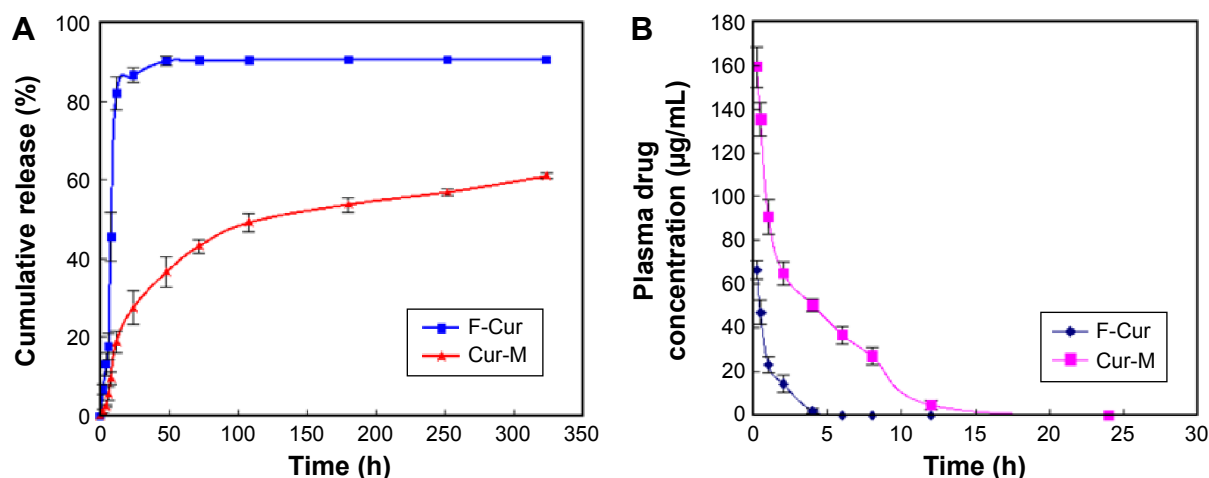 A
Cumulative release (%)
100
80
60
40
20
0
F-Cur
Cur-M
0 50 100 150 200 250 300 350
Time (h)
B
Plasma drug
concentration (µg/mL)
180
160
140
120
100
80
60
40
20
0
F-Cur
Cur-M
0 5 10 15 20 25 30
Time (h)